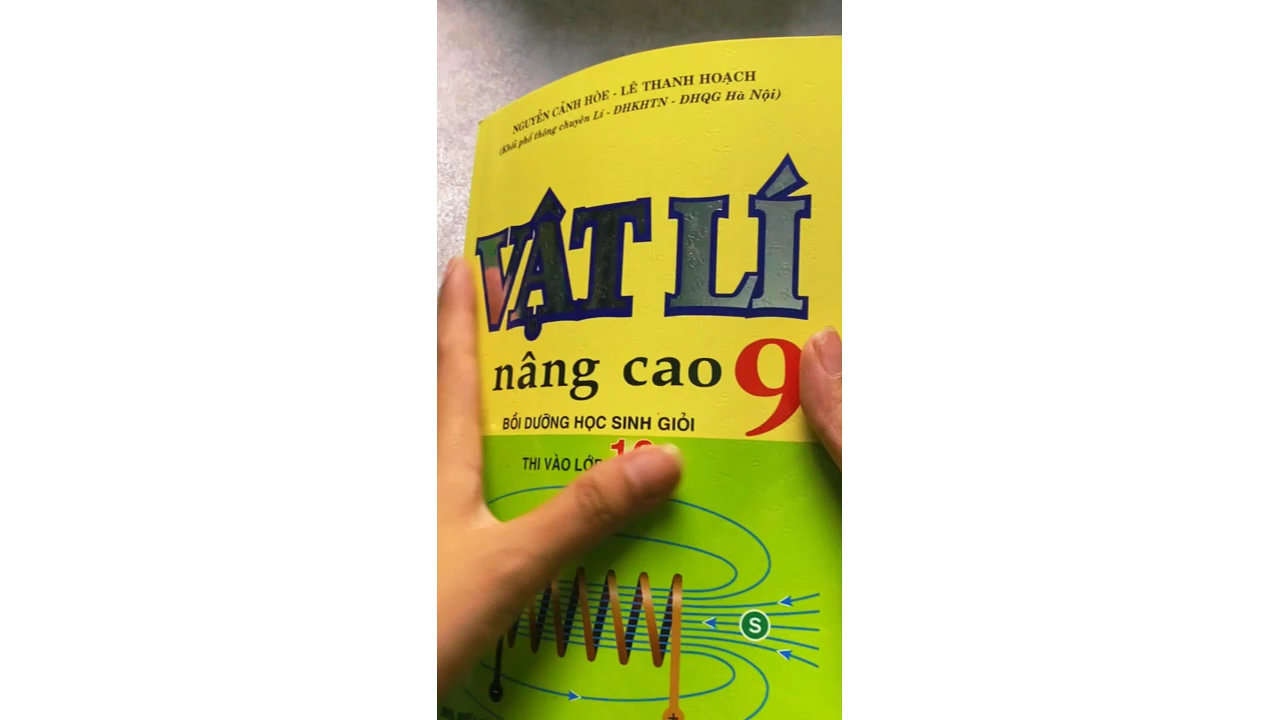 NGUYỄN CẢNH HÒE - LÊ THANH HOẠCH
(Khối phổ thông chuyên Lí - ĐHKHTN - ĐHQG Hà Nội)
VẬT LÍ
nâng cao 9
BỒI DƯỠNG HỌC SINH GIỎI
THI VÀO LỚP 10
S
+